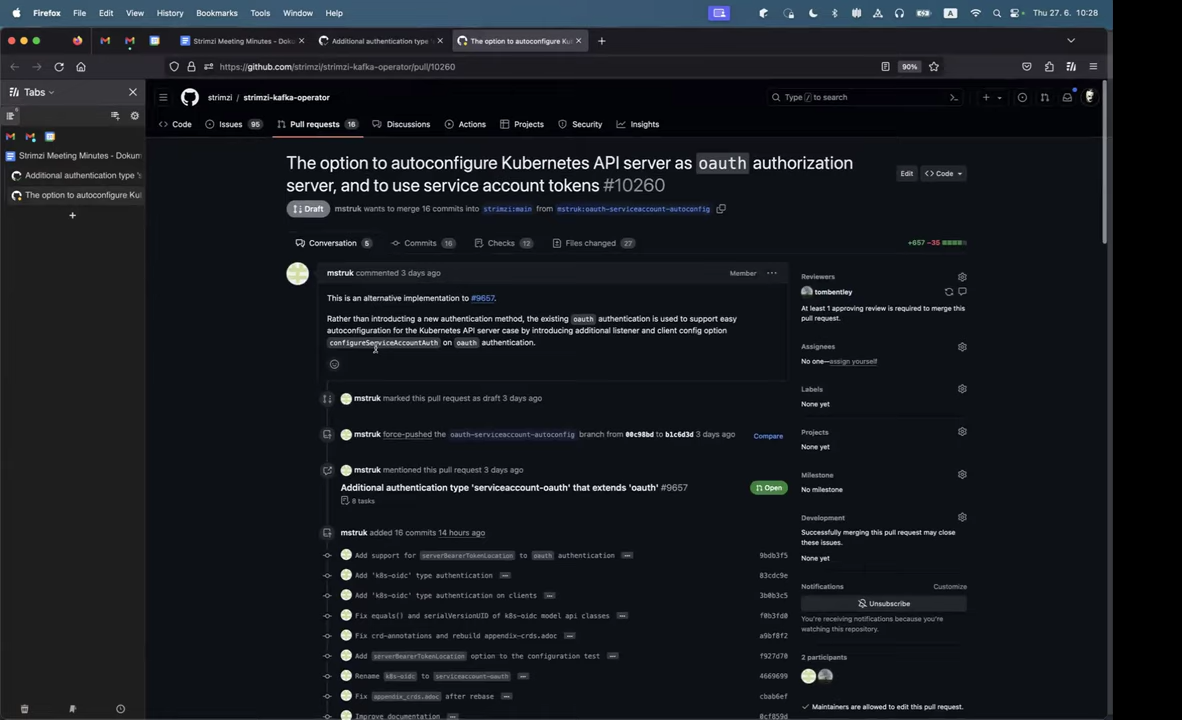 Firefox File Edit View History Bookmarks Tools Window Help
A
Thu 27. 6. 10:28
Strimzi Meeting Minutes - Doku
Additional authentication type '
The option to autoconfigure Ku
https://github.com/strimzi/strimzi-kafka-operator/pull/10260
90%
Tabs
Strimzi Meeting Minutes - Dokum
Additional authentication type 's
The option to autoconfigure Kul
strimzi / strimzi-kafka-operator
Type / to search
Code
Issues 95
Pull requests 16
Discussions
Actions
Projects
Security
Insights
The option to autoconfigure Kubernetes API server as oauth authorization
server, and to use service account tokens #10260
Edit
<> Code
Draft
mstruk wants to merge 16 commits into strimzi:main from mstruk:oauth-serviceaccount-autoconfig
Conversation 5
Commits 16
Checks 12
Files changed 27
+657 −35
mstruk commented 3 days ago
Member
This is an alternative implementation to #9657.
Rather than introducing a new authentication method, the existing oauth authentication is used to support easy
autoconfiguration for the Kubernetes API server case by introducing additional listener and client config option
configureServiceAccountAuth on oauth authentication.
mstruk marked this pull request as draft 3 days ago
mstruk force-pushed the oauth-serviceaccount-autoconfig branch from 00c98bd to b1c6d3d 3 days ago
Compare
mstruk mentioned this pull request 3 days ago
Additional authentication type 'serviceaccount-oauth' that extends 'oauth' #9657
Open
8 tasks
mstruk added 16 commits 14 hours ago
Add support for serverBearerTokenLocation to oauth authentication
9bdb3f5
Add 'k8s-oidc' type authentication
83cdc9e
Add 'k8s-oidc' type authentication on clients
3b0b3c5
Fix equals() and serialVersionUID of k8s-oidc model api classes
f0b3fd0
Fix crd-annotations and rebuild appendix-crds.adoc
a9bf8f2
Add serverBearerTokenLocation option to the configuration test
f927d70
Rename k8s-oidc to serviceaccount-oauth
4669699
Fix appendix_crds.adoc after rebase
cbab6ef
Improve documentation
0cf859d
Reviewers
tombentley
At least 1 approving review is required to merge this
pull request.
Assignees
No one—assign yourself
Labels
None yet
Projects
None yet
Milestone
No milestone
Development
Successfully merging this pull request may close
these issues.
None yet
Notifications
Customize
Unsubscribe
You're receiving notifications because you're
watching this repository.
2 participants
Maintainers are allowed to edit this pull request.